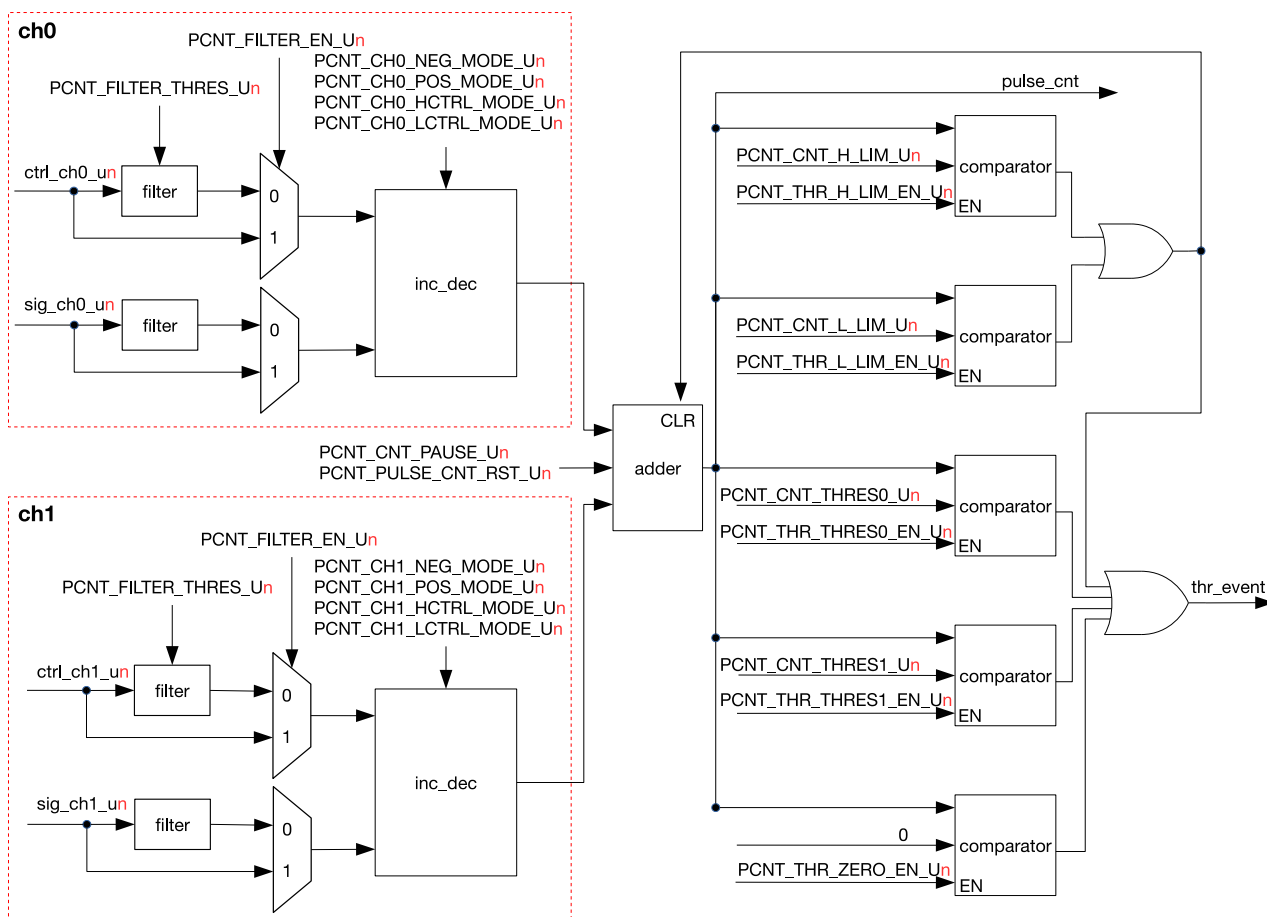 ch0
PCNT_FILTER_EN_Un
PCNT_CH0_NEG_MODE_Un
PCNT_CH0_POS_MODE_Un
PCNT_CH0_HCTRL_MODE_Un
PCNT_CH0_LCTRL_MODE_Un
PCNT_FILTER_THRES_Un
ctrl_ch0_un
filter
0
1
sig_ch0_un
filter
0
1
inc_dec
PCNT_CNT_PAUSE_Un
PCNT_PULSE_CNT_RST_Un
CLR
adder
ch1
PCNT_FILTER_EN_Un
PCNT_CH1_NEG_MODE_Un
PCNT_CH1_POS_MODE_Un
PCNT_CH1_HCTRL_MODE_Un
PCNT_CH1_LCTRL_MODE_Un
PCNT_FILTER_THRES_Un
ctrl_ch1_un
filter
0
1
sig_ch1_un
filter
0
1
inc_dec
pulse_cnt
PCNT_CNT_H_LIM_Un
PCNT_THR_H_LIM_EN_Un
comparator
EN
PCNT_CNT_L_LIM_Un
PCNT_THR_L_LIM_EN_Un
comparator
EN
PCNT_CNT_THRES0_Un
PCNT_THR_THRES0_EN_Un
comparator
EN
thr_event
PCNT_CNT_THRES1_Un
PCNT_THR_THRES1_EN_Un
comparator
EN
0
PCNT_THR_ZERO_EN_Un
comparator
EN